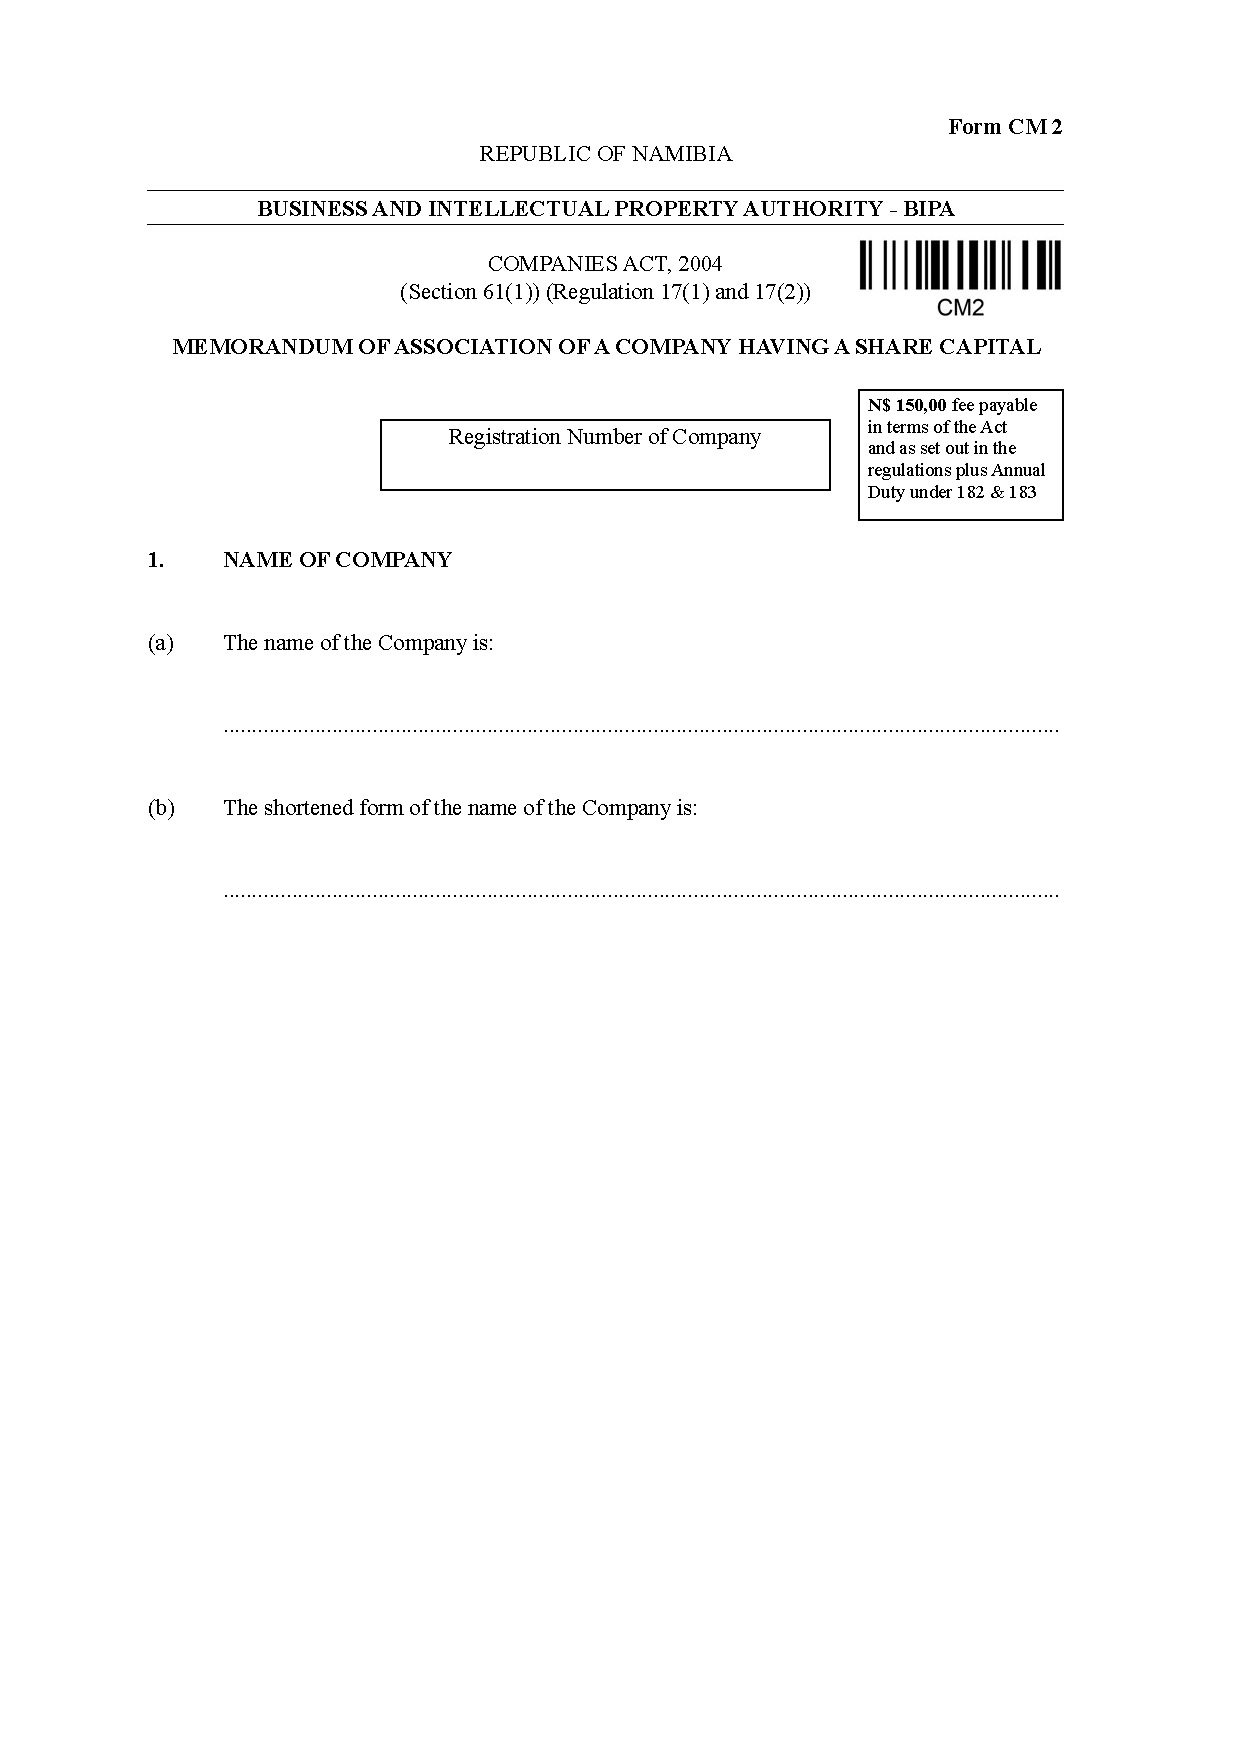 Form CM 2
REPUBLIC OF NAMIBIA
BUSINESS AND INTELLECTUAL PROPERTY AUTHORITY - BIPA
COMPANIES ACT, 2004
(Section 61(1)) (Regulation 17(1) and 17(2))
CM2
MEMORANDUM OF ASSOCIATION OF A COMPANY HAVING A SHARE CAPITAL
Registration Number of Company
N$ 150,00 fee payable
in terms of the Act
and as set out in the
regulations plus Annual
Duty under 182 & 183
1. NAME OF COMPANY
(a) The name of the Company is:
....................................................................................................................................................
(b) The shortened form of the name of the Company is:
....................................................................................................................................................